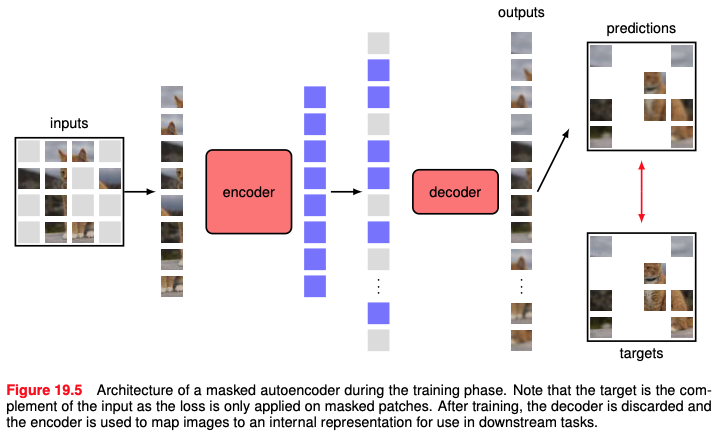 outputs
predictions
inputs
encoder
decoder
targets
Figure 19.5 Architecture of a masked autoencoder during the training phase. Note that the target is the com-
plement of the input as the loss is only applied on masked patches. After training, the decoder is discarded and
the encoder is used to map images to an internal representation for use in downstream tasks.